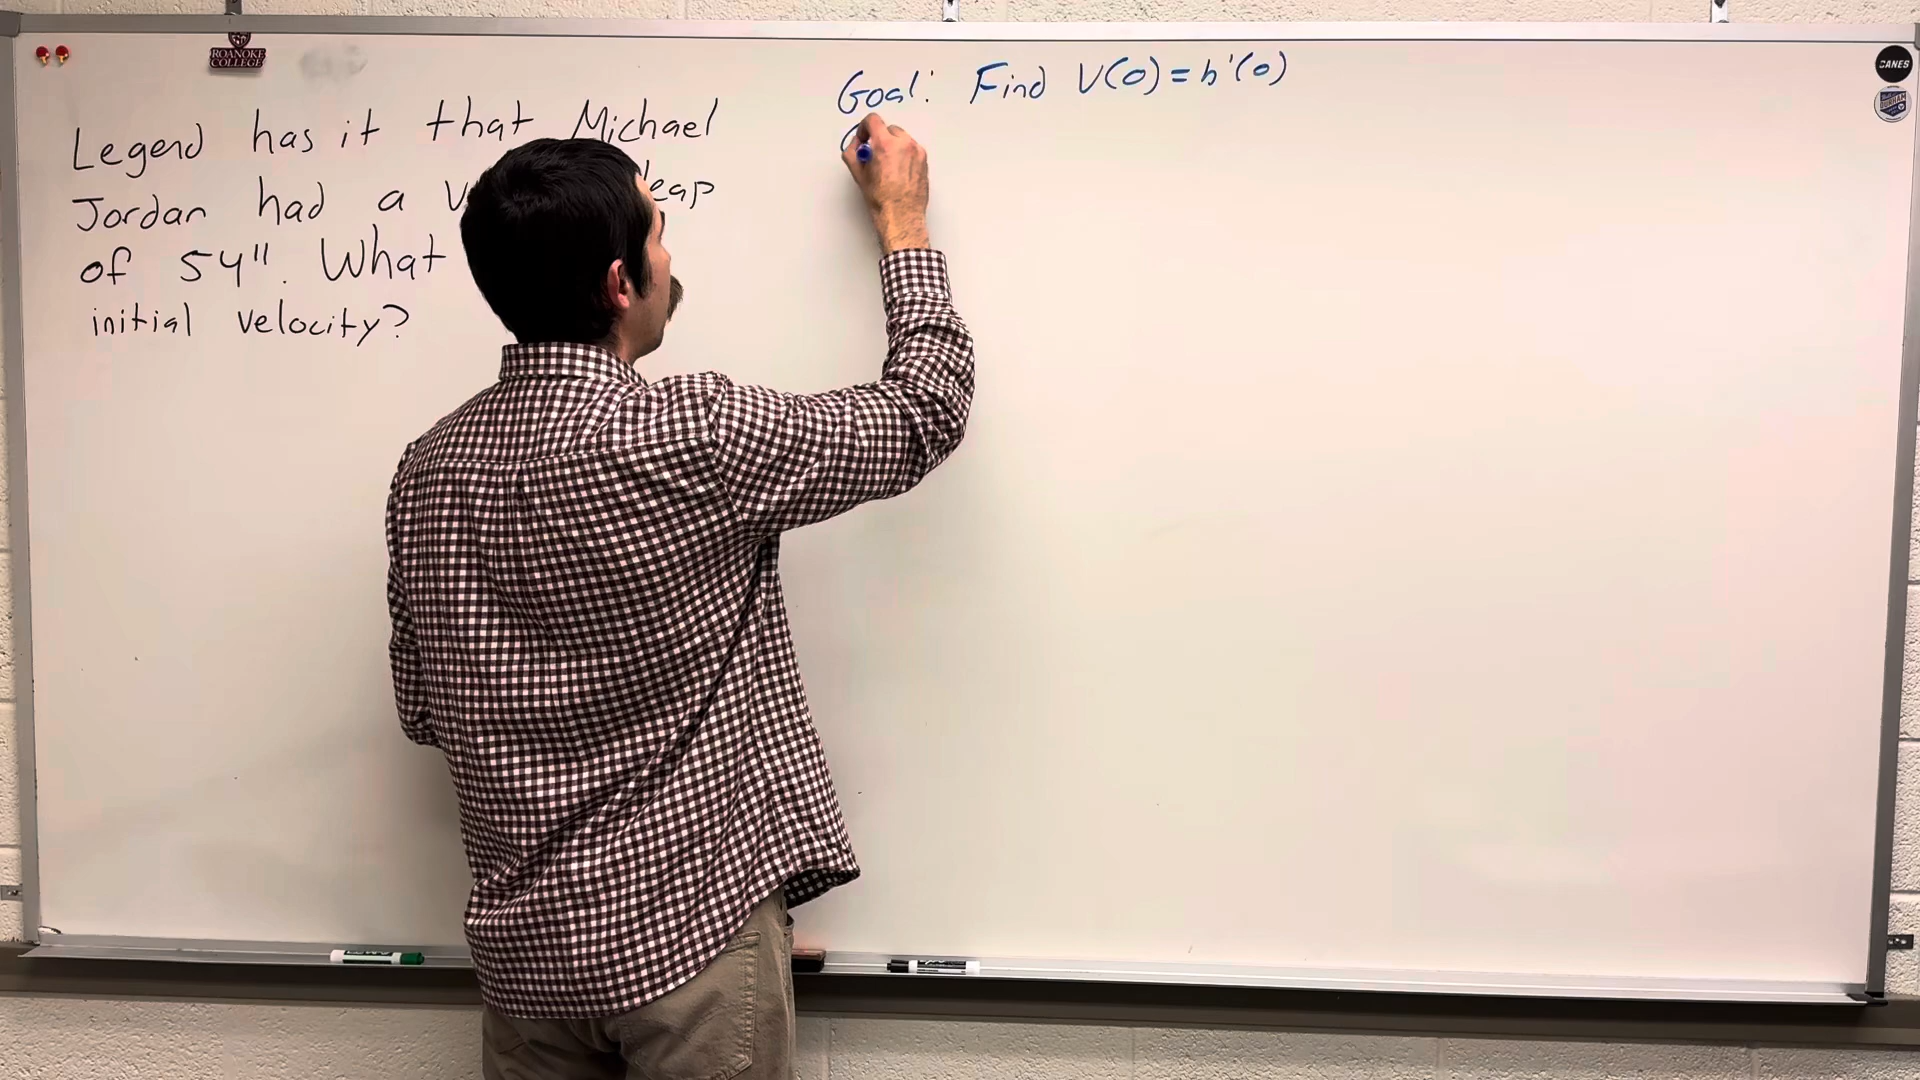 ROANOKE
COLLEGE
Legend has it that Michael
Jordan had a leap
of 54". What
initial velocity?
Goal: Find V(0)=h'(0)
CANES